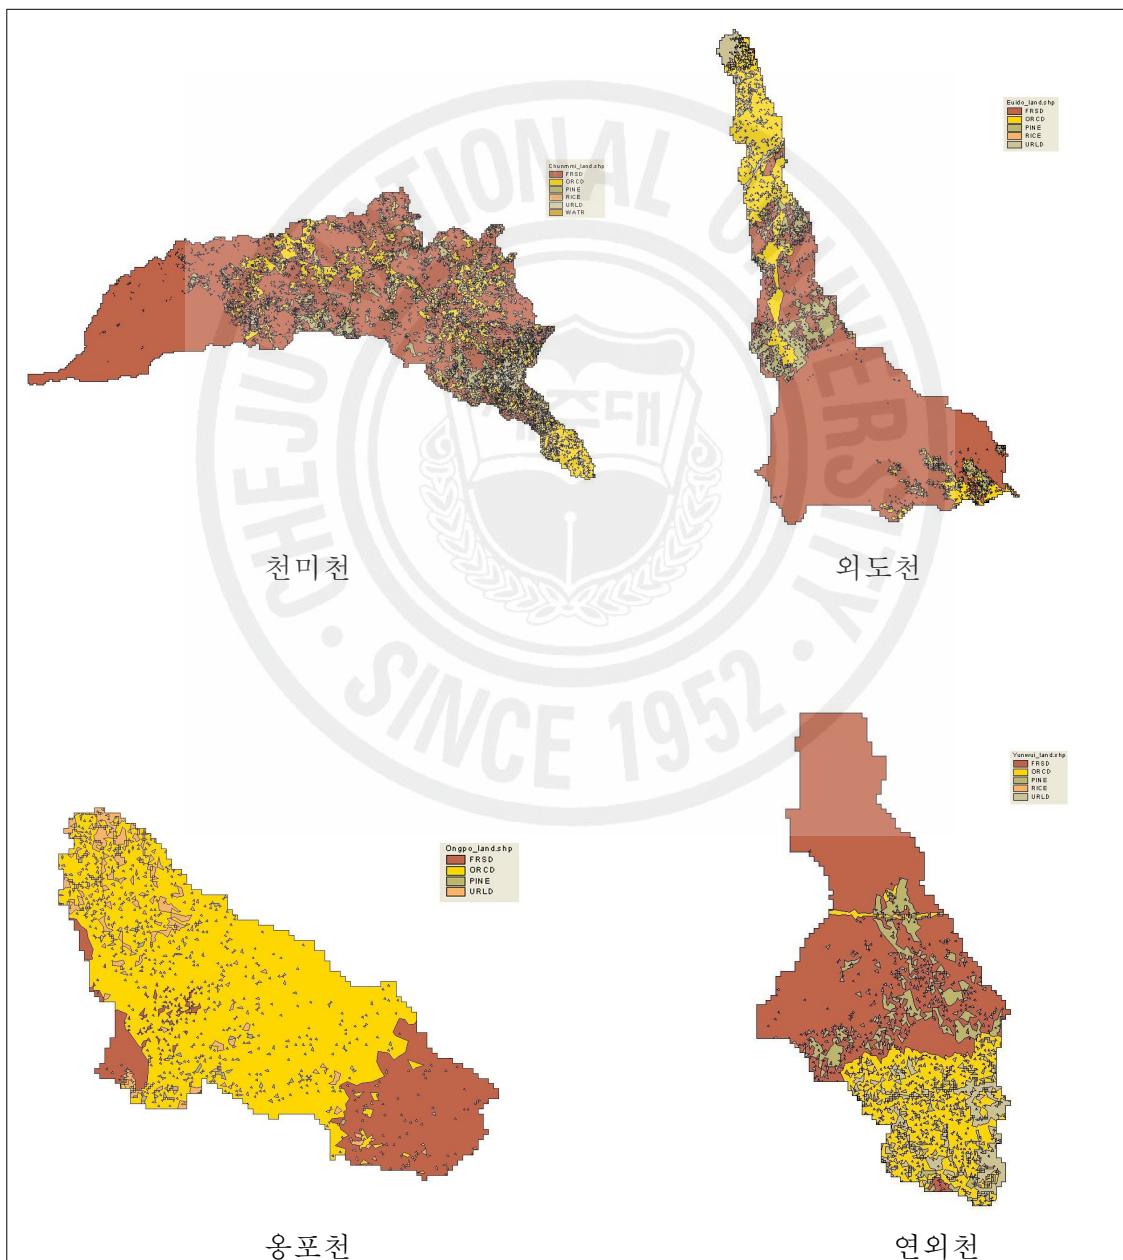 Chunmmi_land.shp
FRSD
ORCD
PINE
RICE
URLD
WATR
천미천
Euido_land.shp
FRSD
ORCD
PINE
RICE
URLD
외도천
Ongpo_land.shp
FRSD
ORCD
PINE
URLD
옹포천
Yunwui_land.shp
FRSD
ORCD
PINE
RICE
URLD
연외천
CHEJU NATIONAL UNIVERSITY
SINCE 1952
제주대